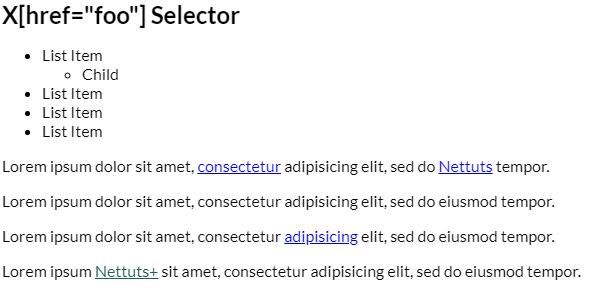 X[href="foo"] Selector
List Item
Child
List Item
List Item
List Item
Lorem ipsum dolor sit amet, consectetur adipisicing elit, sed do Nettuts tempor.
Lorem ipsum dolor sit amet, consectetur adipisicing elit, sed do eiusmod tempor.
Lorem ipsum dolor sit amet, consectetur adipisicing elit, sed do eiusmod tempor.
Lorem ipsum Nettuts+ sit amet, consectetur adipisicing elit, sed do eiusmod tempor.